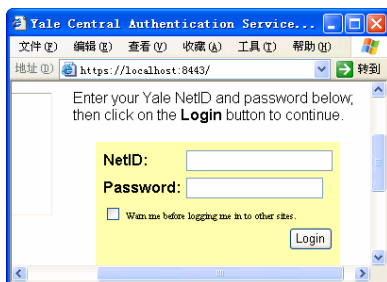 Yale Central Authentication Service...
文件(F) 编辑(E) 查看(V) 收藏(A) 工具(T) 帮助(H)
地址(D) https://localhost:8443/ 转到
Enter your Yale NetID and password below;
then click on the Login button to continue.
NetID:
Password:
Warn me before logging me in to other sites.
Login